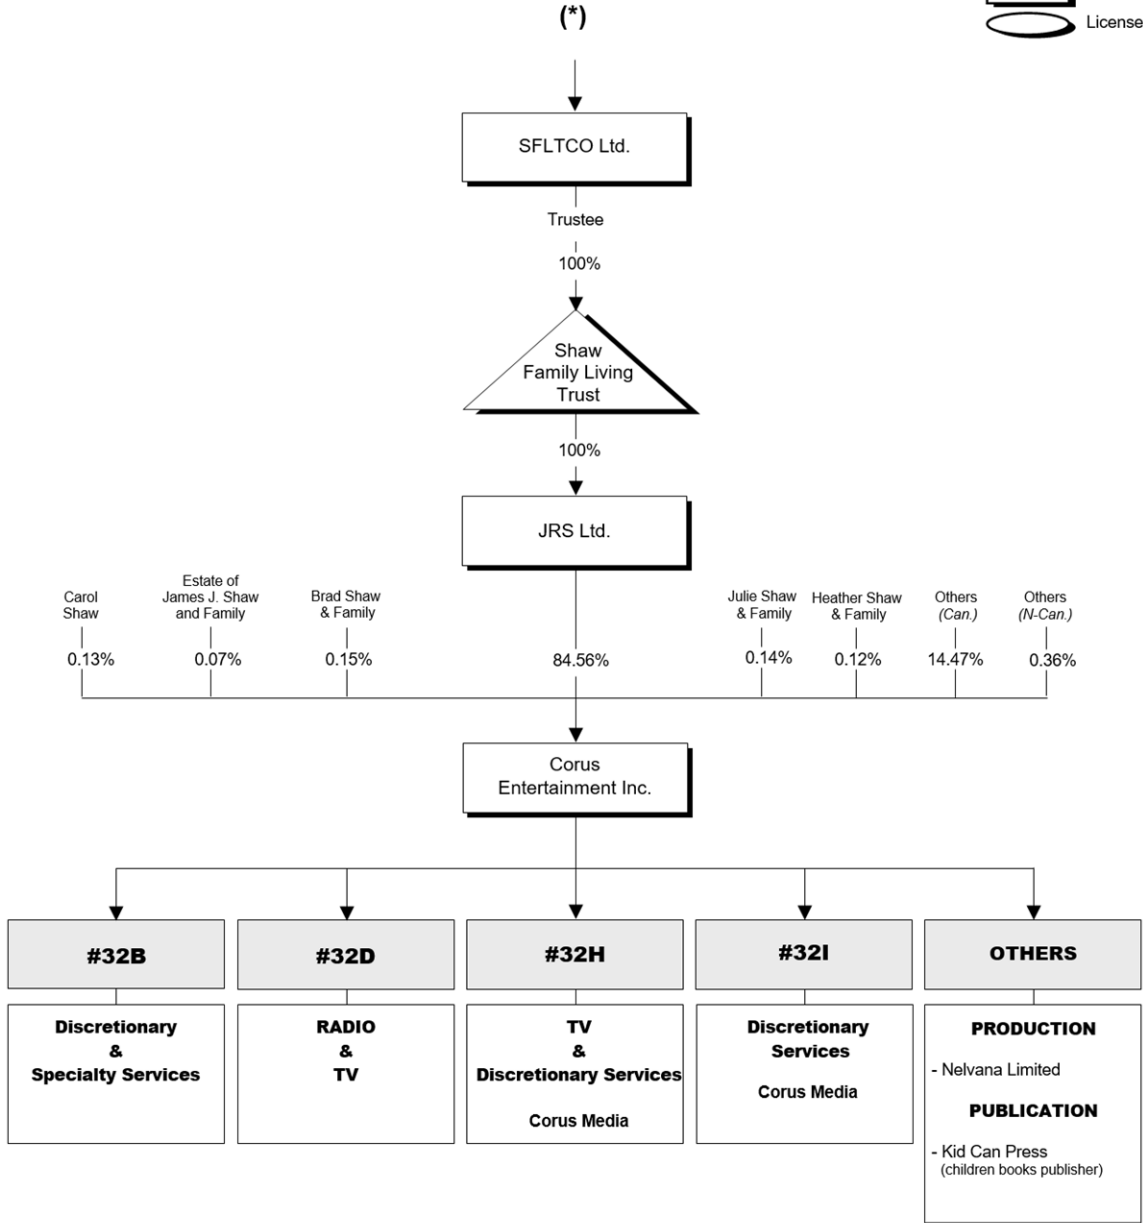 (*)
License
SFLTCO Ltd.
Trustee
100%
Shaw
Family Living
Trust
100%
JRS Ltd.
Carol
Shaw
Estate of
James J. Shaw
and Family
Brad Shaw
& Family
Julie Shaw
& Family
Heather Shaw
& Family
Others
(Can.)
Others
(N-Can.)
0.13%
0.07%
0.15%
84.56%
0.14%
0.12%
14.47%
0.36%
Corus
Entertainment Inc.
#32B
#32D
#32H
#32I
OTHERS
Discretionary
&
Specialty Services
RADIO
&
TV
TV
&
Discretionary Services
Corus Media
Discretionary
Services
Corus Media
PRODUCTION
- Nelvana Limited
PUBLICATION
- Kid Can Press
(children books publisher)